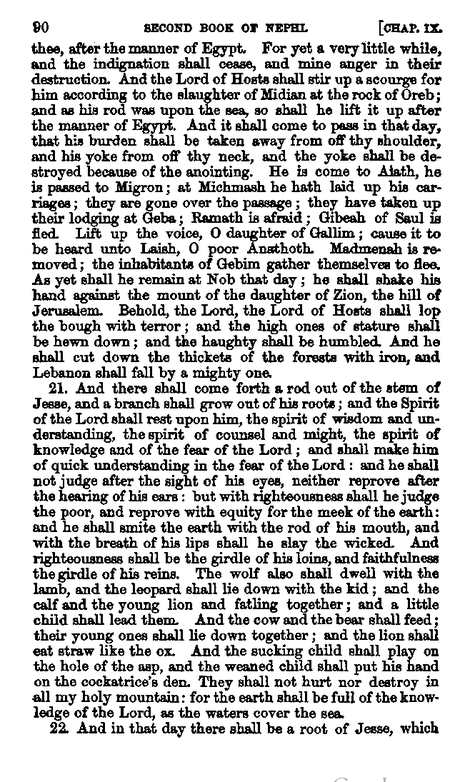 90 SECOND BOOK OF NEPHI. [CHAP. IX.
thee, after the manner of Egypt. For yet a very little while,
and the indignation shall cease, and mine anger in their
destruction. And the Lord of Hosts shall stir up a scourge for
him according to the slaughter of Midian at the rock of Oreb;
and as his rod was upon the sea, so shall he lift it up after
the manner of Egypt. And it shall come to pass in that day,
that his burden shall be taken away from off thy shoulder,
and his yoke from off thy neck, and the yoke shall be de-
stroyed because of the anointing. He is come to Aiath, he
is passed to Migron; at Michmash he hath laid up his car-
riages; they are gone over the passage; they have taken up
their lodging at Geba; Ramath is afraid; Gibeah of Saul is
fled. Lift up the voice, O daughter of Gallim; cause it to
be heard unto Laish, O poor Anathoth. Madmenah is re-
moved; the inhabitants of Gebim gather themselves to flee.
As yet shall he remain at Nob that day; he shall shake his
hand against the mount of the daughter of Zion, the hill of
Jerusalem. Behold, the Lord, the Lord of Hosts shall lop
the bough with terror; and the high ones of stature shall
be hewn down; and the haughty shall be humbled. And he
shall cut down the thickets of the forests with iron, and
Lebanon shall fall by a mighty one.
21. And there shall come forth a rod out of the stem of
Jesse, and a branch shall grow out of his roots; and the Spirit
of the Lord shall rest upon him, the spirit of wisdom and un-
derstanding, the spirit of counsel and might, the spirit of
knowledge and of the fear of the Lord; and shall make him
of quick understanding in the fear of the Lord: and he shall
not judge after the sight of his eyes, neither reprove after
the hearing of his ears: but with righteousness shall he judge
the poor, and reprove with equity for the meek of the earth:
and he shall smite the earth with the rod of his mouth, and
with the breath of his lips shall he slay the wicked. And
righteousness shall be the girdle of his loins, and faithfulness
the girdle of his reins. The wolf also shall dwell with the
lamb, and the leopard shall lie down with the kid; and the
calf and the young lion and fatling together; and a little
child shall lead them. And the cow and the bear shall feed;
their young ones shall lie down together; and the lion shall
eat straw like the ox. And the sucking child shall play on
the hole of the asp, and the weaned child shall put his hand
on the cockatrice's den. They shall not hurt nor destroy in
all my holy mountain: for the earth shall be full of the know-
ledge of the Lord, as the waters cover the sea.
22. And in that day there shall be a root of Jesse, which